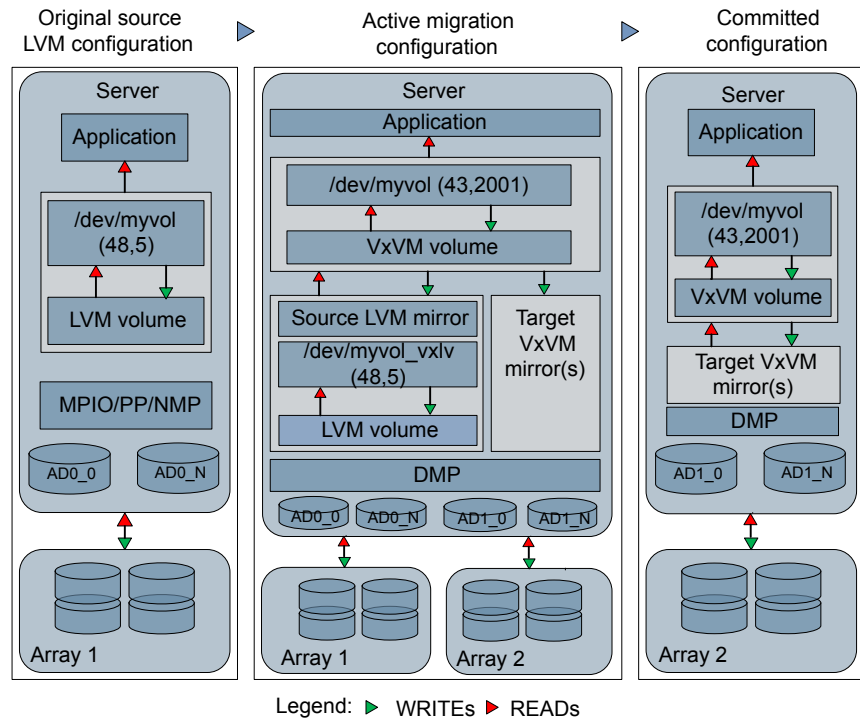 Original source
LVM configuration
Active migration
configuration
Committed
configuration
Server
Application
/dev/myvol
(48,5)
LVM volume
MPIO/PP/NMP
AD0_0
AD0_N
Array 1
Server
Application
/dev/myvol (43,2001)
VxVM volume
Source LVM mirror
/dev/myvol_vxlv
(48,5)
LVM volume
Target
VxVM
mirror(s)
DMP
AD0_0
AD0_N
AD1_0
AD1_N
Array 1
Array 2
Server
Application
/dev/myvol
(43,2001)
VxVM volume
Target VxVM
mirror(s)
DMP
AD1_0
AD1_N
Array 2
Legend: WRITEs READs